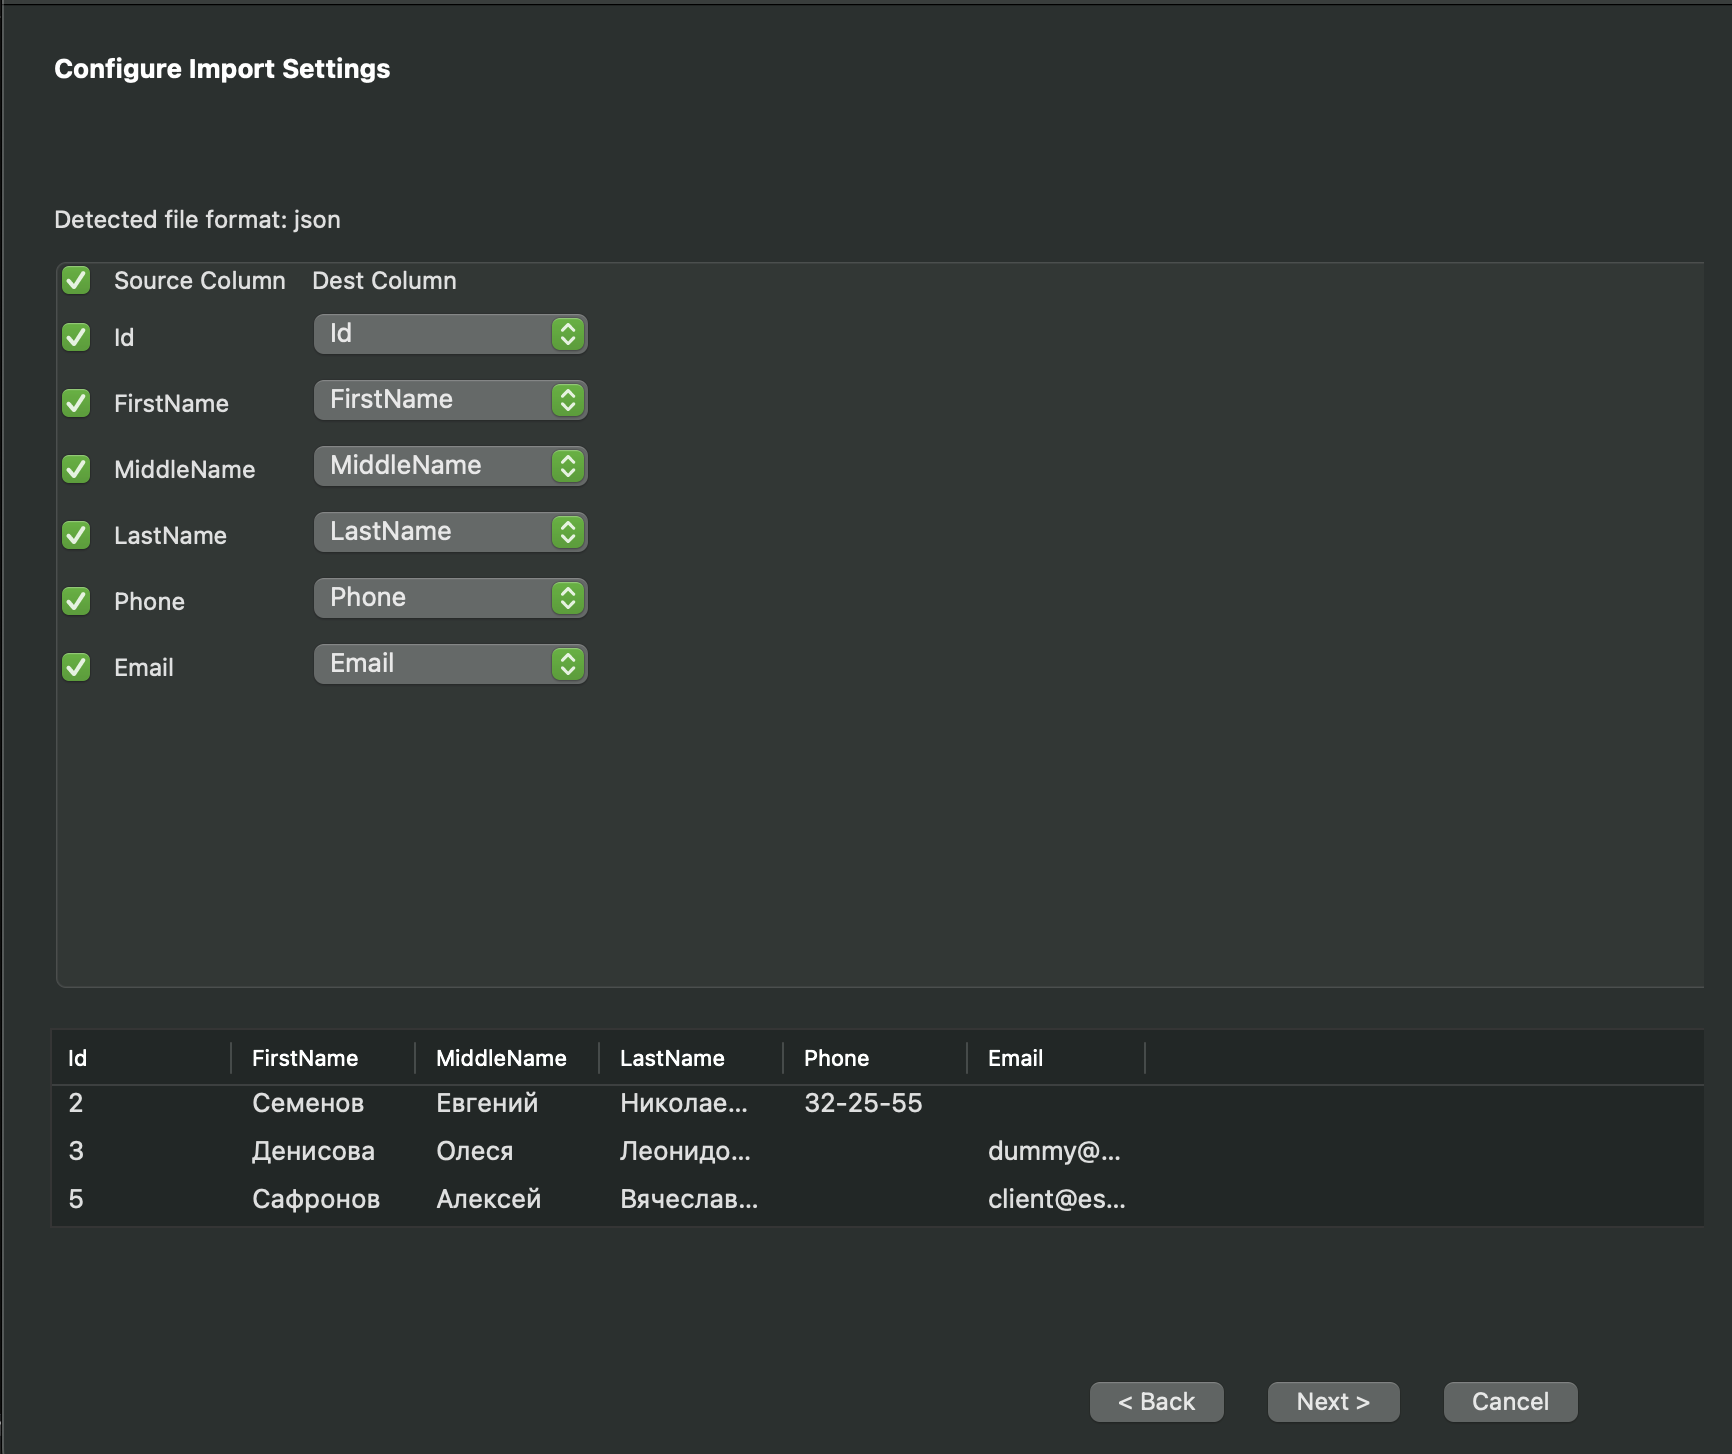 Configure Import Settings
Detected file format: json
Source Column Dest Column
Id Id
FirstName FirstName
MiddleName MiddleName
LastName LastName
Phone Phone
Email Email
Id FirstName MiddleName LastName Phone Email
2 Семенов Евгений Николае... 32-25-55
3 Денисова Олеся Леонидо... dummy@...
5 Сафронов Алексей Вячеслав... client@es...
< Back Next > Cancel